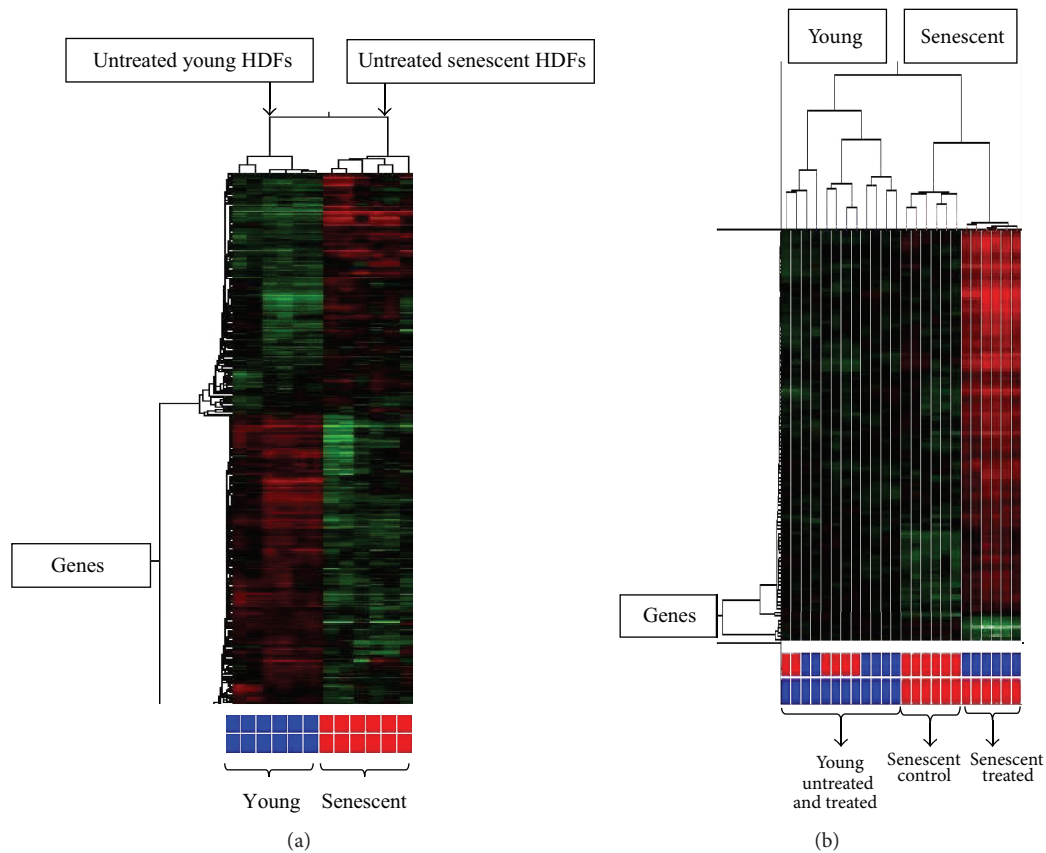 Untreated young HDFs
Untreated senescent HDFs
Genes
Young
Senescent
(a)
Young
Senescent
Genes
Young
untreated
and treated
Senescent
control
Senescent
treated
(b)